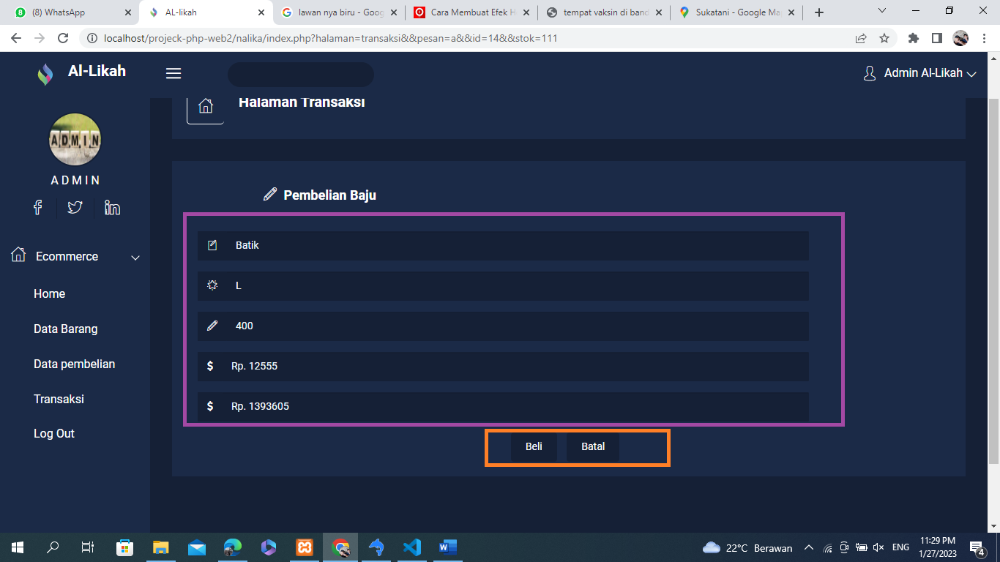 (8) WhatsApp
AL-likah
lawan nya biru - Goog
Cara Membuat Efek H
tempat vaksin di band
Sukatani - Google Ma
localhost/projeck-php-web2/nalika/index.php?halaman=transaksi&&pesan=a&&id=14&&stok=111
Al-Likah
Admin Al-Likah
Halaman Transaksi
ADMIN
ADMIN
Ecommerce
Home
Data Barang
Data pembelian
Transaksi
Log Out
Pembelian Baju
Batik
L
400
$ Rp. 12555
$ Rp. 1393605
Beli Batal
22°C Berawan
ENG
11:29 PM
1/27/2023
4